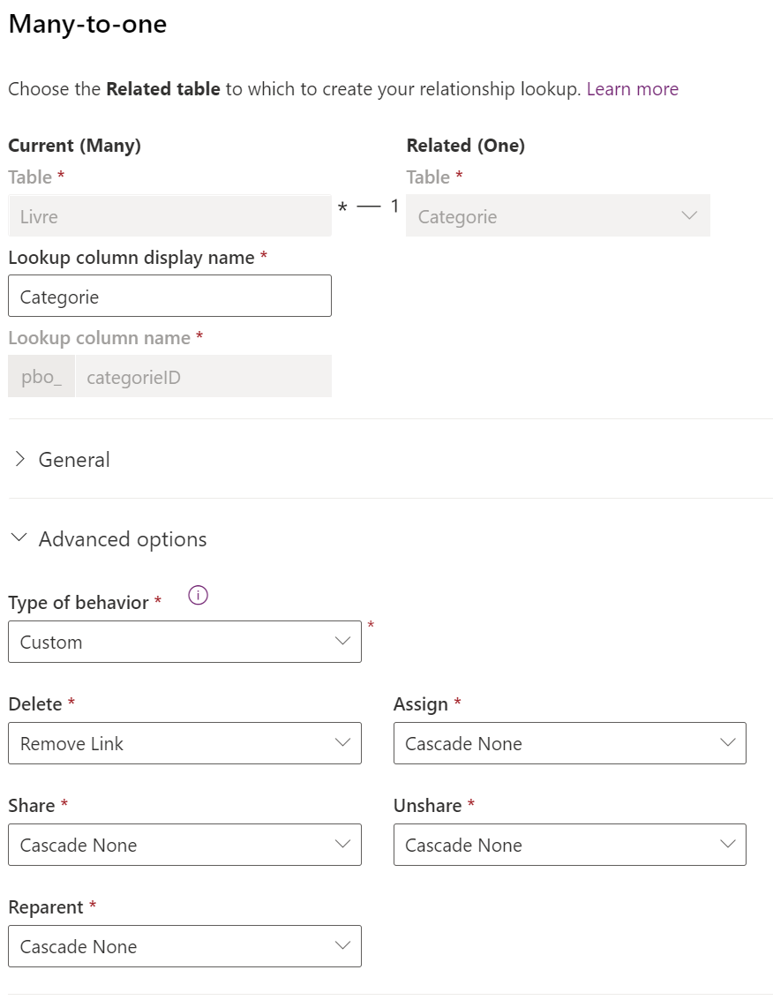 Many-to-one
Choose the Related table to which to create your relationship lookup. Learn more
Current (Many)
Related (One)
Table *
Table *
Livre
* — 1
Categorie
Lookup column display name *
Categorie
Lookup column name *
pbo_
categorieID
General
Advanced options
Type of behavior *
Custom
*
Delete *
Assign *
Remove Link
Cascade None
Share *
Unshare *
Cascade None
Cascade None
Reparent *
Cascade None